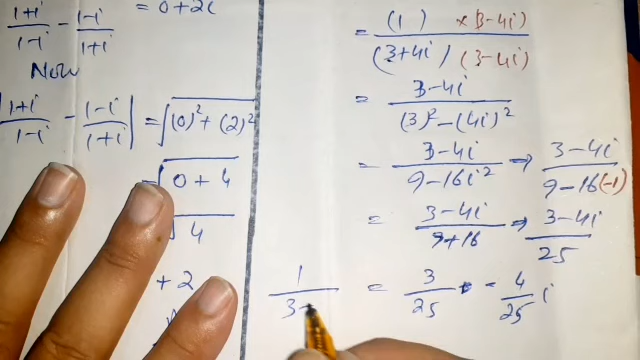 (1+i)/(1-i) - (1-i)/(1+i) = 0+2i
Now
|(1+i)/(1-i) - (1-i)/(1+i)| = √((0)²+(2)²)
= √(0+4)
√4
+2
= (1) ×(3-4i) / (3+4i) (3-4i)
= (3-4i)/((3)²-(4i)²)
= (3-4i)/(9-16i²) → (3-4i)/(9-16(-1))
= (3-4i)/(9+16) → (3-4i)/25
1/3 = 3/25 - 4/25 i